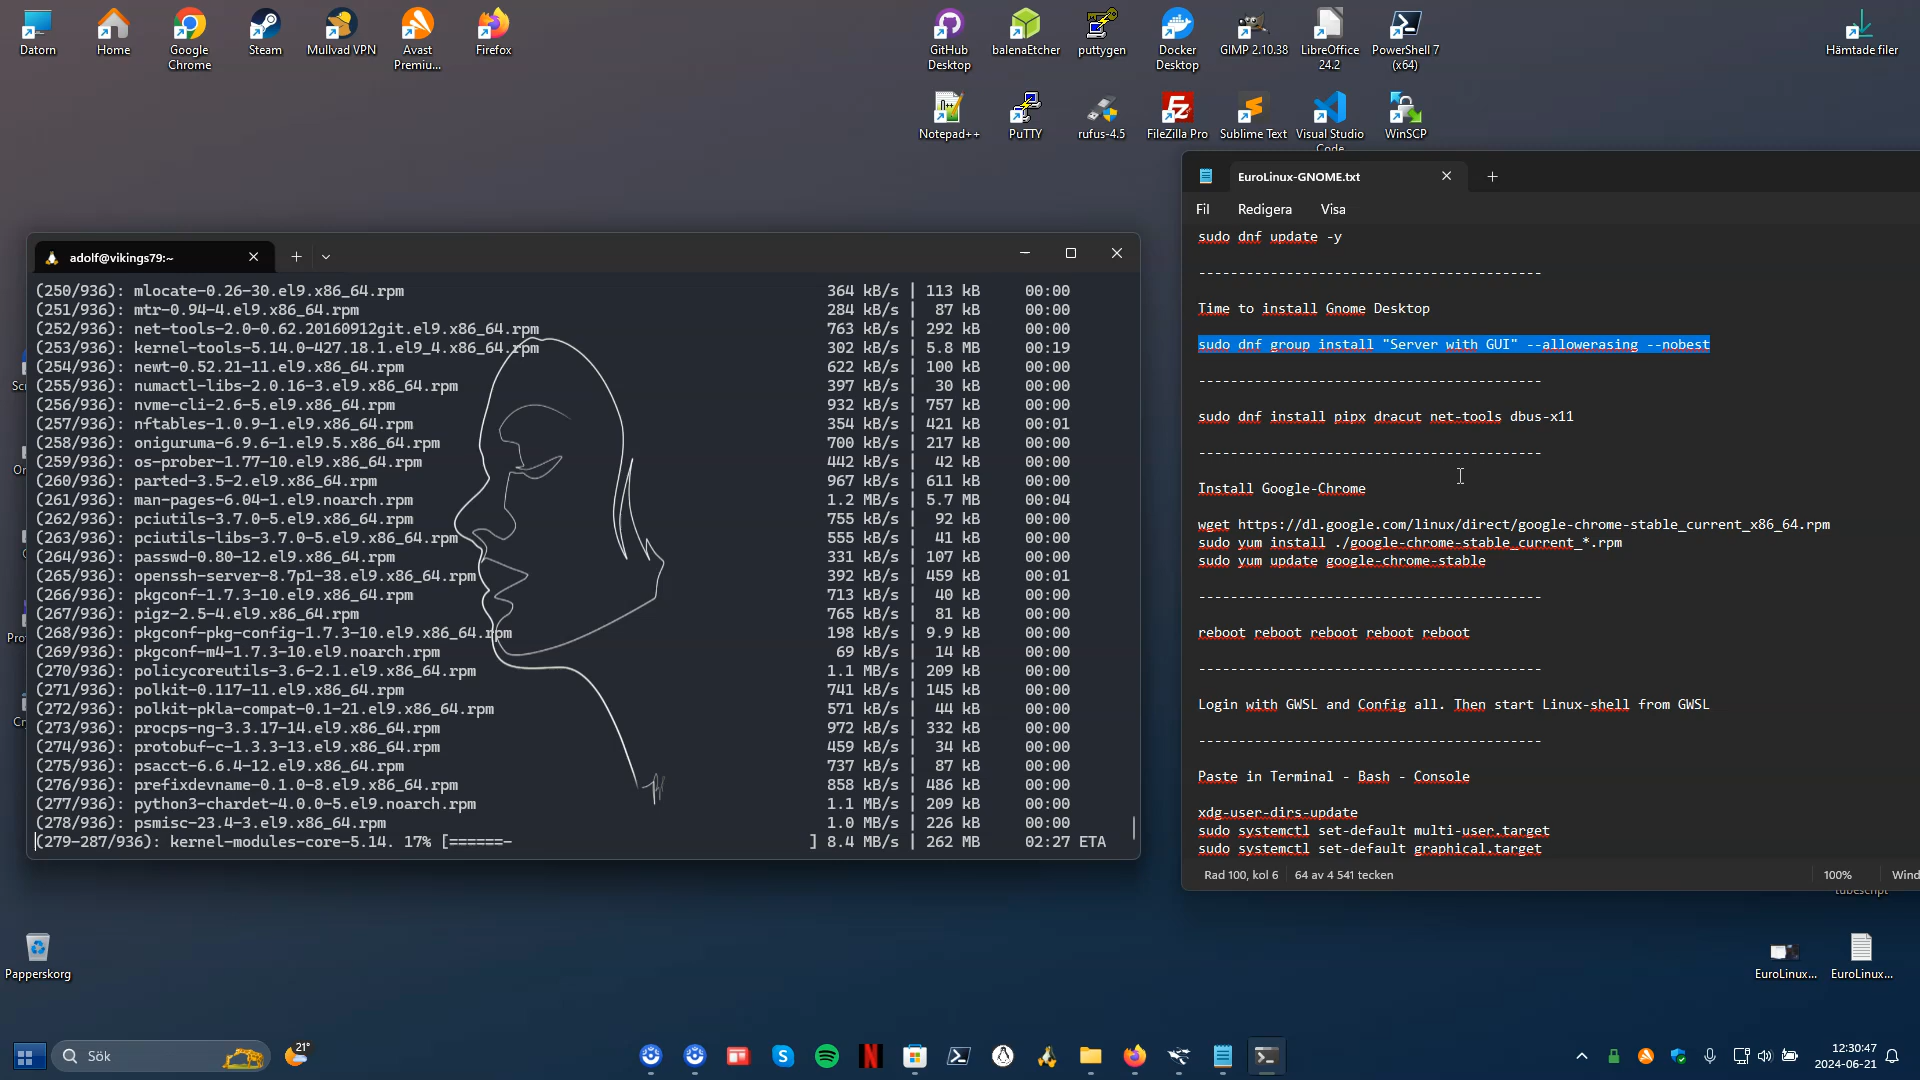 Datorn
Home
Google
Chrome
Steam
Mullvad VPN
Avast
Premiu...
Firefox
GitHub
Desktop
balenaEtcher
puttygen
Docker
Desktop
GIMP 2.10.38
LibreOffice
24.2
PowerShell 7
(x64)
Hämtade filer
Notepad++
PuTTY
rufus-4.5
FileZilla Pro
Sublime Text
Visual Studio
Code
WinSCP
adolf@vikings79:~
(250/936): mlocate-0.26-30.el9.x86_64.rpm 364 kB/s | 113 kB 00:00
(251/936): mtr-0.94-4.el9.x86_64.rpm 284 kB/s | 87 kB 00:00
(252/936): net-tools-2.0-0.62.20160912git.el9.x86_64.rpm 763 kB/s | 292 kB 00:00
(253/936): kernel-tools-5.14.0-427.18.1.el9_4.x86_64.rpm 302 kB/s | 5.8 MB 00:19
(254/936): newt-0.52.21-11.el9.x86_64.rpm 622 kB/s | 100 kB 00:00
(255/936): numactl-libs-2.0.16-3.el9.x86_64.rpm 397 kB/s | 30 kB 00:00
(256/936): nvme-cli-2.6-5.el9.x86_64.rpm 932 kB/s | 757 kB 00:00
(257/936): nftables-1.0.9-1.el9.x86_64.rpm 354 kB/s | 421 kB 00:01
(258/936): oniguruma-6.9.6-1.el9.5.x86_64.rpm 700 kB/s | 217 kB 00:00
(259/936): os-prober-1.77-10.el9.x86_64.rpm 442 kB/s | 42 kB 00:00
(260/936): parted-3.5-2.el9.x86_64.rpm 967 kB/s | 611 kB 00:00
(261/936): man-pages-6.04-1.el9.noarch.rpm 1.2 MB/s | 5.7 MB 00:04
(262/936): pciutils-3.7.0-5.el9.x86_64.rpm 755 kB/s | 92 kB 00:00
(263/936): pciutils-libs-3.7.0-5.el9.x86_64.rpm 555 kB/s | 41 kB 00:00
(264/936): passwd-0.80-12.el9.x86_64.rpm 331 kB/s | 107 kB 00:00
(265/936): openssh-server-8.7p1-38.el9.x86_64.rpm 392 kB/s | 459 kB 00:01
(266/936): pkgconf-1.7.3-10.el9.x86_64.rpm 713 kB/s | 40 kB 00:00
(267/936): pigz-2.5-4.el9.x86_64.rpm 765 kB/s | 81 kB 00:00
(268/936): pkgconf-pkg-config-1.7.3-10.el9.x86_64.rpm 198 kB/s | 9.9 kB 00:00
(269/936): pkgconf-m4-1.7.3-10.el9.noarch.rpm 69 kB/s | 14 kB 00:00
(270/936): policycoreutils-3.6-2.1.el9.x86_64.rpm 1.1 MB/s | 209 kB 00:00
(271/936): polkit-0.117-11.el9.x86_64.rpm 741 kB/s | 145 kB 00:00
(272/936): polkit-pkla-compat-0.1-21.el9.x86_64.rpm 571 kB/s | 44 kB 00:00
(273/936): procps-ng-3.3.17-14.el9.x86_64.rpm 972 kB/s | 332 kB 00:00
(274/936): protobuf-c-1.3.3-13.el9.x86_64.rpm 459 kB/s | 34 kB 00:00
(275/936): psacct-6.6.4-12.el9.x86_64.rpm 737 kB/s | 87 kB 00:00
(276/936): prefixdevname-0.1.0-8.el9.x86_64.rpm 858 kB/s | 486 kB 00:00
(277/936): python3-chardet-4.0.0-5.el9.noarch.rpm 1.1 MB/s | 209 kB 00:00
(278/936): psmisc-23.4-3.el9.x86_64.rpm 1.0 MB/s | 226 kB 00:00
(279-287/936): kernel-modules-core-5.14. 17% [======- ] 8.4 MB/s | 262 MB 02:27 ETA
EuroLinux-GNOME.txt
Fil Redigera Visa
sudo dnf update -y
-------------------------------------------
Time to install Gnome Desktop
sudo dnf group install "Server with GUI" --allowerasing --nobest
-------------------------------------------
sudo dnf install pipx dracut net-tools dbus-x11
-------------------------------------------
Install Google-Chrome
wget https://dl.google.com/linux/direct/google-chrome-stable_current_x86_64.rpm
sudo yum install ./google-chrome-stable_current_*.rpm
sudo yum update google-chrome-stable
-------------------------------------------
reboot reboot reboot reboot reboot
-------------------------------------------
Login with GWSL and Config all. Then start Linux-shell from GWSL
-------------------------------------------
Paste in Terminal - Bash - Console
xdg-user-dirs-update
sudo systemctl set-default multi-user.target
sudo systemctl set-default graphical.target
Rad 100, kol 6 64 av 4 541 tecken 100% Wind
Papperskorg
EuroLinux...
EuroLinux...
Sök
21°
12:30:47
2024-06-21